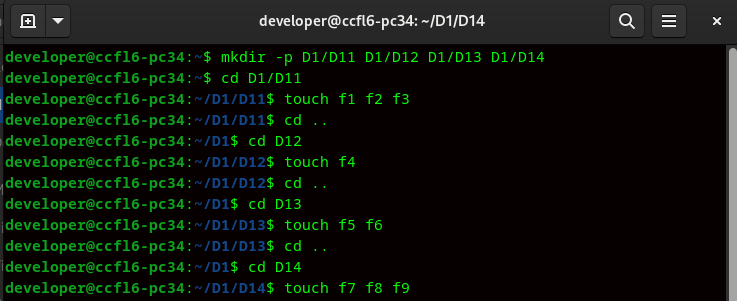 developer@ccfl6-pc34: ~/D1/D14
developer@ccfl6-pc34:~$ mkdir -p D1/D11 D1/D12 D1/D13 D1/D14
developer@ccfl6-pc34:~$ cd D1/D11
developer@ccfl6-pc34:~/D1/D11$ touch f1 f2 f3
developer@ccfl6-pc34:~/D1/D11$ cd ..
developer@ccfl6-pc34:~/D1$ cd D12
developer@ccfl6-pc34:~/D1/D12$ touch f4
developer@ccfl6-pc34:~/D1/D12$ cd ..
developer@ccfl6-pc34:~/D1$ cd D13
developer@ccfl6-pc34:~/D1/D13$ touch f5 f6
developer@ccfl6-pc34:~/D1/D13$ cd ..
developer@ccfl6-pc34:~/D1$ cd D14
developer@ccfl6-pc34:~/D1/D14$ touch f7 f8 f9